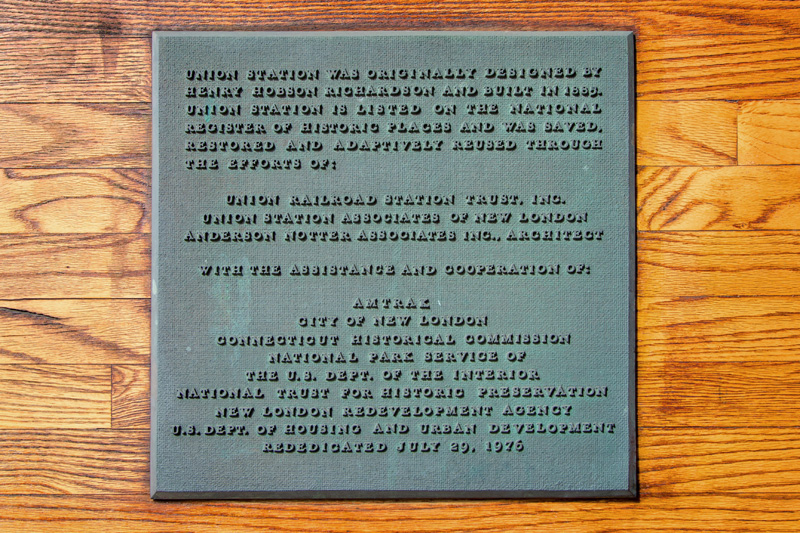 UNION STATION WAS ORIGINALLY DESIGNED BY
HENRY HOBSON RICHARDSON AND BUILT IN 1885.
UNION STATION IS LISTED ON THE NATIONAL
REGISTER OF HISTORIC PLACES AND WAS SAVED,
RESTORED AND ADAPTIVELY REUSED THROUGH
THE EFFORTS OF:
UNION RAILROAD STATION TRUST, INC.
UNION STATION ASSOCIATES OF NEW LONDON
ANDERSON NOTTER ASSOCIATES INC., ARCHITECT
WITH THE ASSISTANCE AND COOPERATION OF:
AMTRAK
CITY OF NEW LONDON
CONNECTICUT HISTORICAL COMMISSION
NATIONAL PARK SERVICE OF
THE U.S. DEPT. OF THE INTERIOR
NATIONAL TRUST FOR HISTORIC PRESERVATION
NEW LONDON REDEVELOPMENT AGENCY
U.S. DEPT. OF HOUSING AND URBAN DEVELOPMENT
REDEDICATED JULY 29, 1976